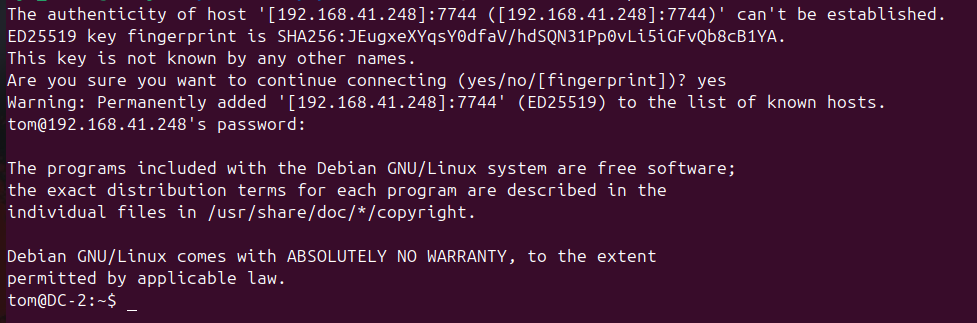 The authenticity of host '[192.168.41.248]:7744 ([192.168.41.248]:7744)' can't be established.
ED25519 key fingerprint is SHA256:JEugxeXYqsY0dfaV/hdSQN31Pp0vLi5iGFvQb8cB1YA.
This key is not known by any other names.
Are you sure you want to continue connecting (yes/no/[fingerprint])? yes
Warning: Permanently added '[192.168.41.248]:7744' (ED25519) to the list of known hosts.
tom@192.168.41.248's password:
The programs included with the Debian GNU/Linux system are free software;
the exact distribution terms for each program are described in the
individual files in /usr/share/doc/*/copyright.
Debian GNU/Linux comes with ABSOLUTELY NO WARRANTY, to the extent
permitted by applicable law.
tom@DC-2:~$ _